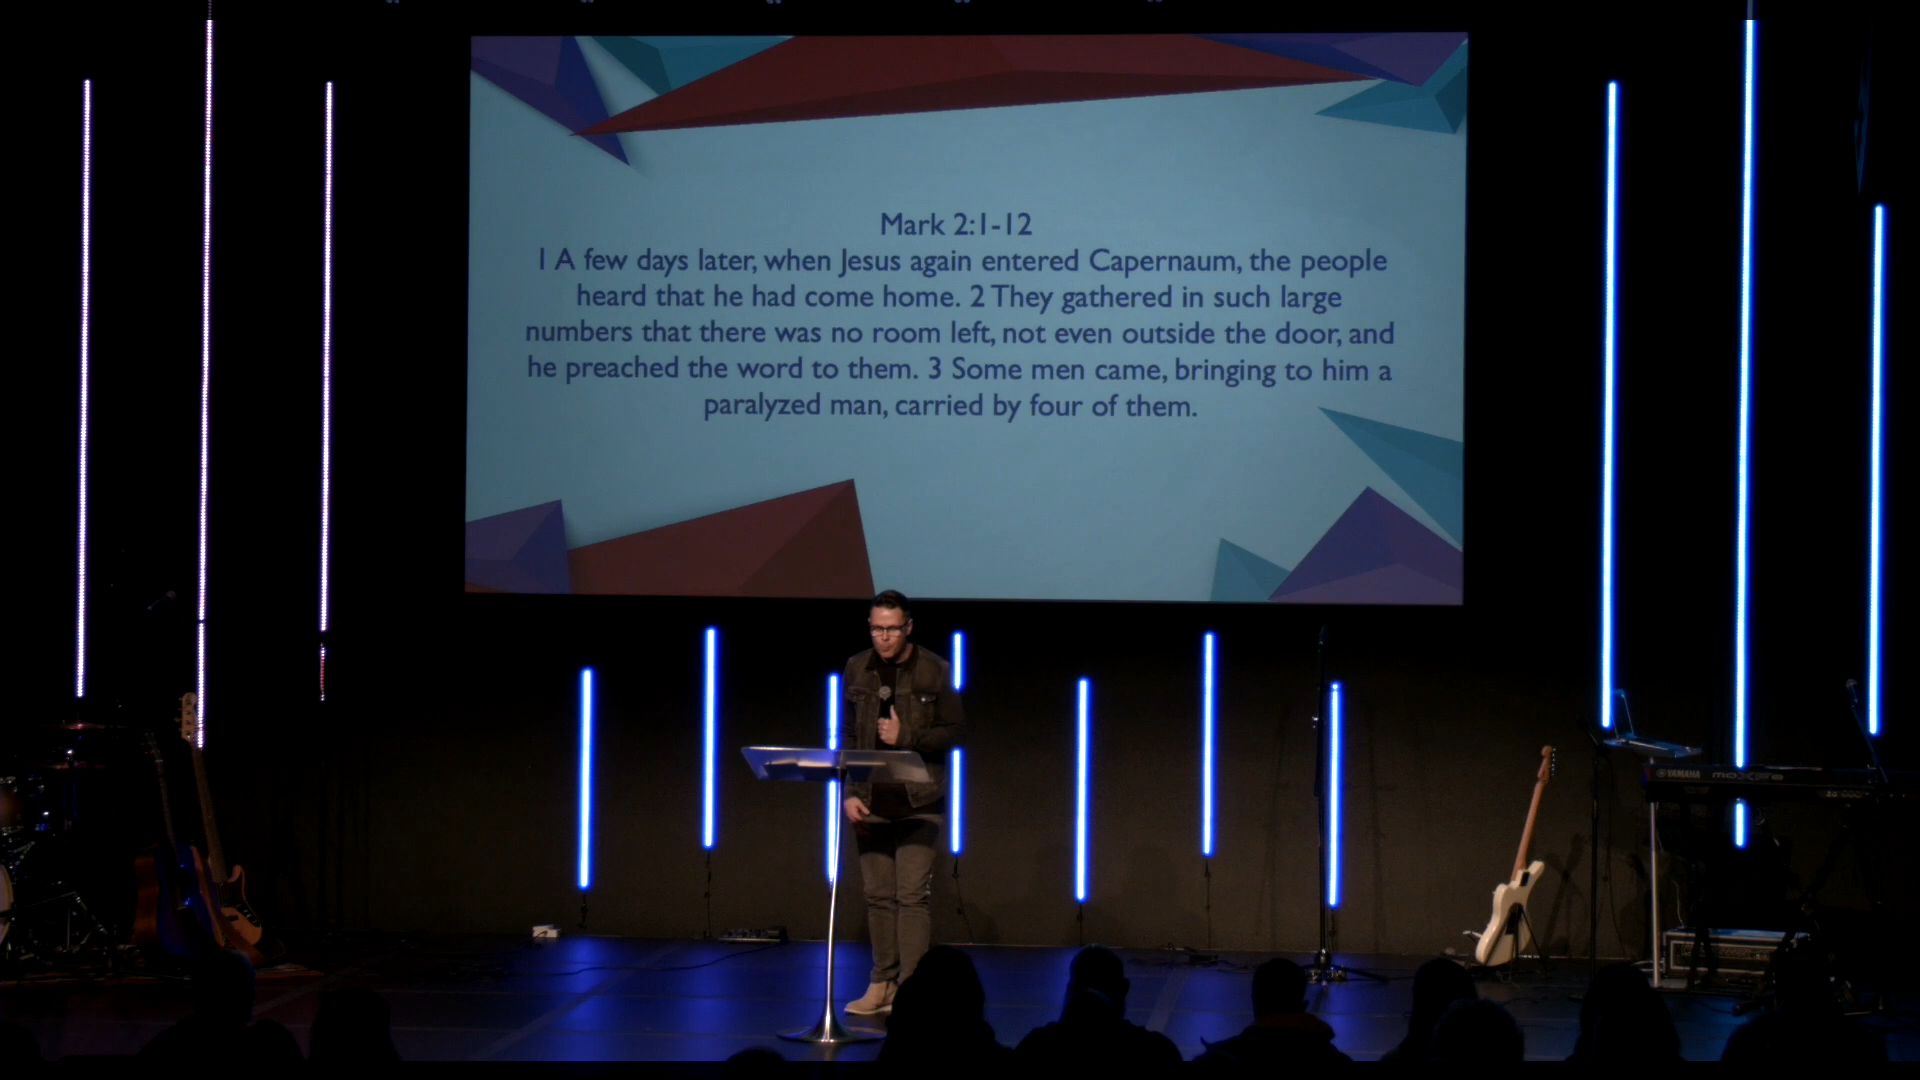 Mark 2:1-12
1 A few days later, when Jesus again entered Capernaum, the people
heard that he had come home. 2 They gathered in such large
numbers that there was no room left, not even outside the door, and
he preached the word to them. 3 Some men came, bringing to him a
paralyzed man, carried by four of them.
YAMAHA MOXF8